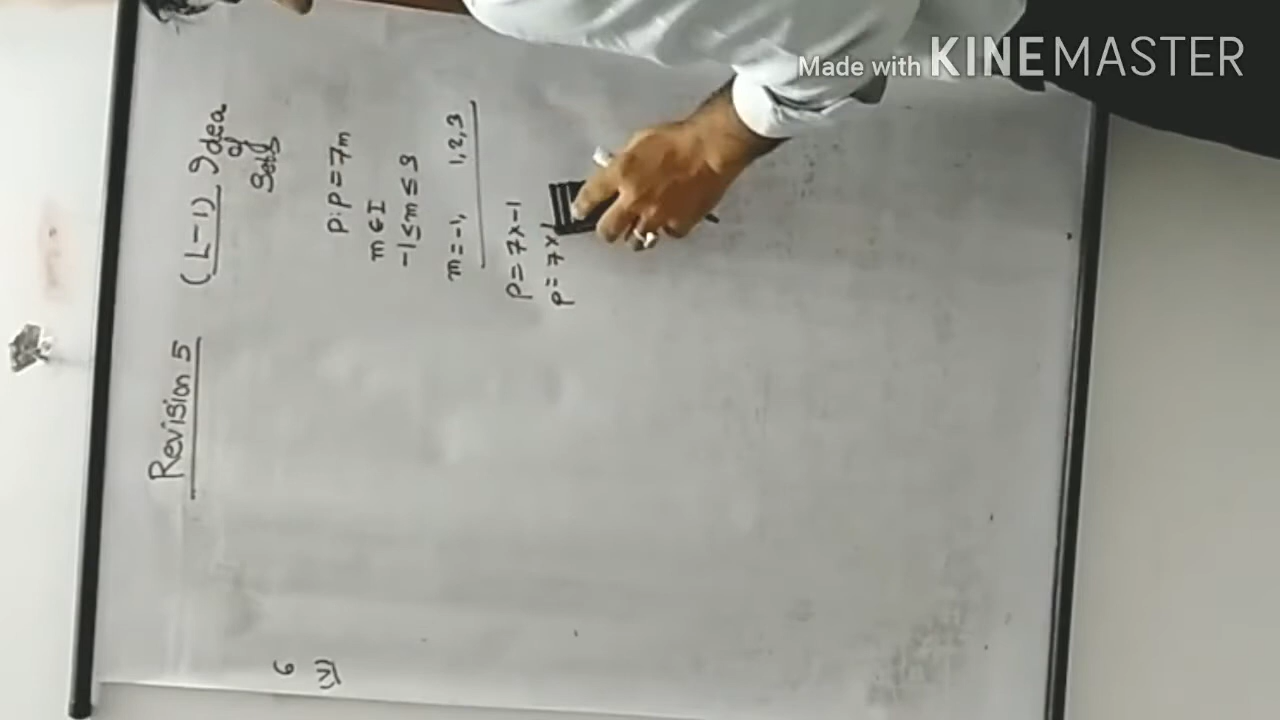 Made with KINEMASTER
Revision 5 (L-1) Idea
of
Sets
6
(v)
p: p = 7m
m ∈ I
-1 ≤ m ≤ 3
m = -1, 1, 2, 3
p = 7x-1
p = 7x